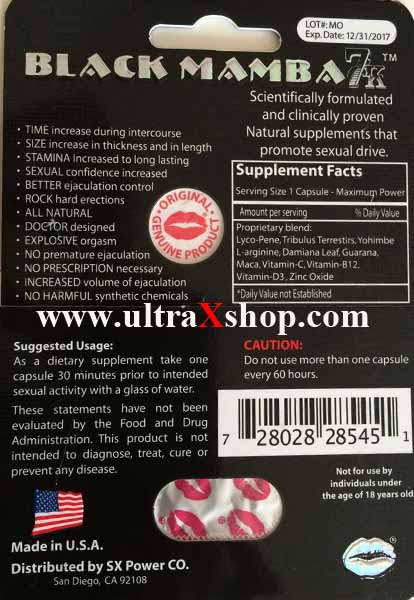 LOT#: MO
Exp. Date: 12/31/2017
BLACK MAMBA 7K™
Scientifically formulated
and clinically proven
Natural supplements that
promote sexual drive.
• TIME increase during intercourse
• SIZE increase in thickness and in length
• STAMINA Increased to long lasting
• SEXUAL confidence increased
• BETTER ejaculation control
• ROCK hard erections
• ALL NATURAL
• DOCTOR designed
• EXPLOSIVE orgasm
• NO premature ejaculation
• NO PRESCRIPTION necessary
• INCREASED volume of ejaculation
• NO HARMFUL synthetic chemicals
• ORIGINAL •
GENUINE PRODUCT
Supplement Facts
Serving Size 1 Capsule - Maximum Power
Amount per serving % Daily Value
Proprietary blend:
Lyco-Pene, Tribulus Terrestis, Yohimbe
L-arginine, Damiana Leaf, Guarana,
Maca, Vitamin-C, Vitamin-B12,
Vitamin-D3, Zinc Oxide
*Daily Value not Established
www.ultraXshop.com
Suggested Usage:
As a dietary supplement take one
capsule 30 minutes prior to intended
sexual activity with a glass of water.
These statements have not been
evaluated by the Food and Drug
Administration. This product is not
intended to diagnose, treat, cure or
prevent any disease.
CAUTION:
Do not use more than one capsule
every 60 hours.
7 28028 28545 1
Not for use by
individuals under
the age of 18 years old
Made in U.S.A.
Distributed by SX Power CO.
San Diego, CA 92108
®